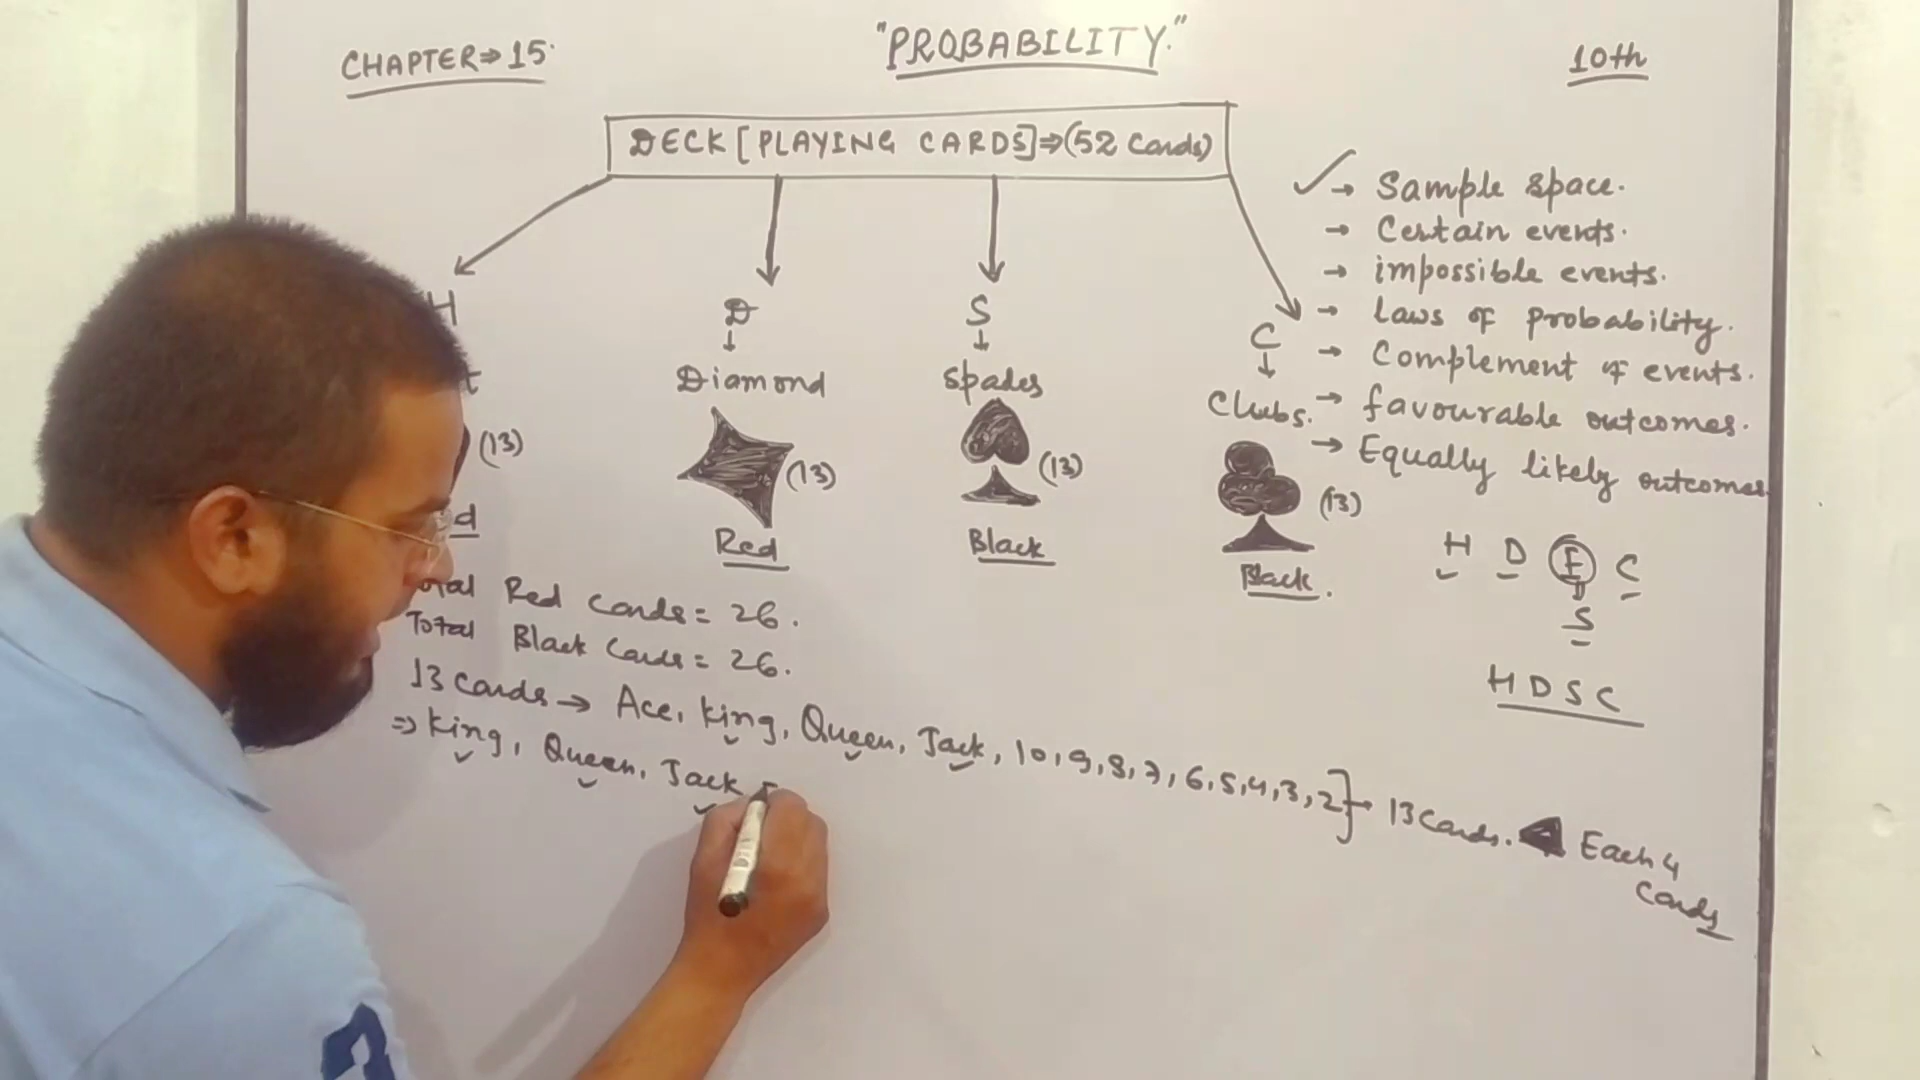 CHAPTER⇒15.
"PROBABILITY."
10th
DECK [PLAYING CARDS]⇒(52 Cards)
→ Sample space.
→ Certain events.
→ impossible events.
→ laws of probability.
→ Complement of events.
→ favourable outcomes.
→ Equally likely outcomes
H
D
S
C
Diamond
Spades
Clubs.
(13)
(13)
(13)
(13)
Red
Black
Black.
H D F C
S
HDSC
Red Cards = 26.
Total Black Cards = 26.
13 Cards → Ace, king, Queen, Jack, 10, 9, 8, 7, 6, 5, 4, 3, 2}→ 13 Cards. Each 4 Cards
⇒ king, Queen, Jack